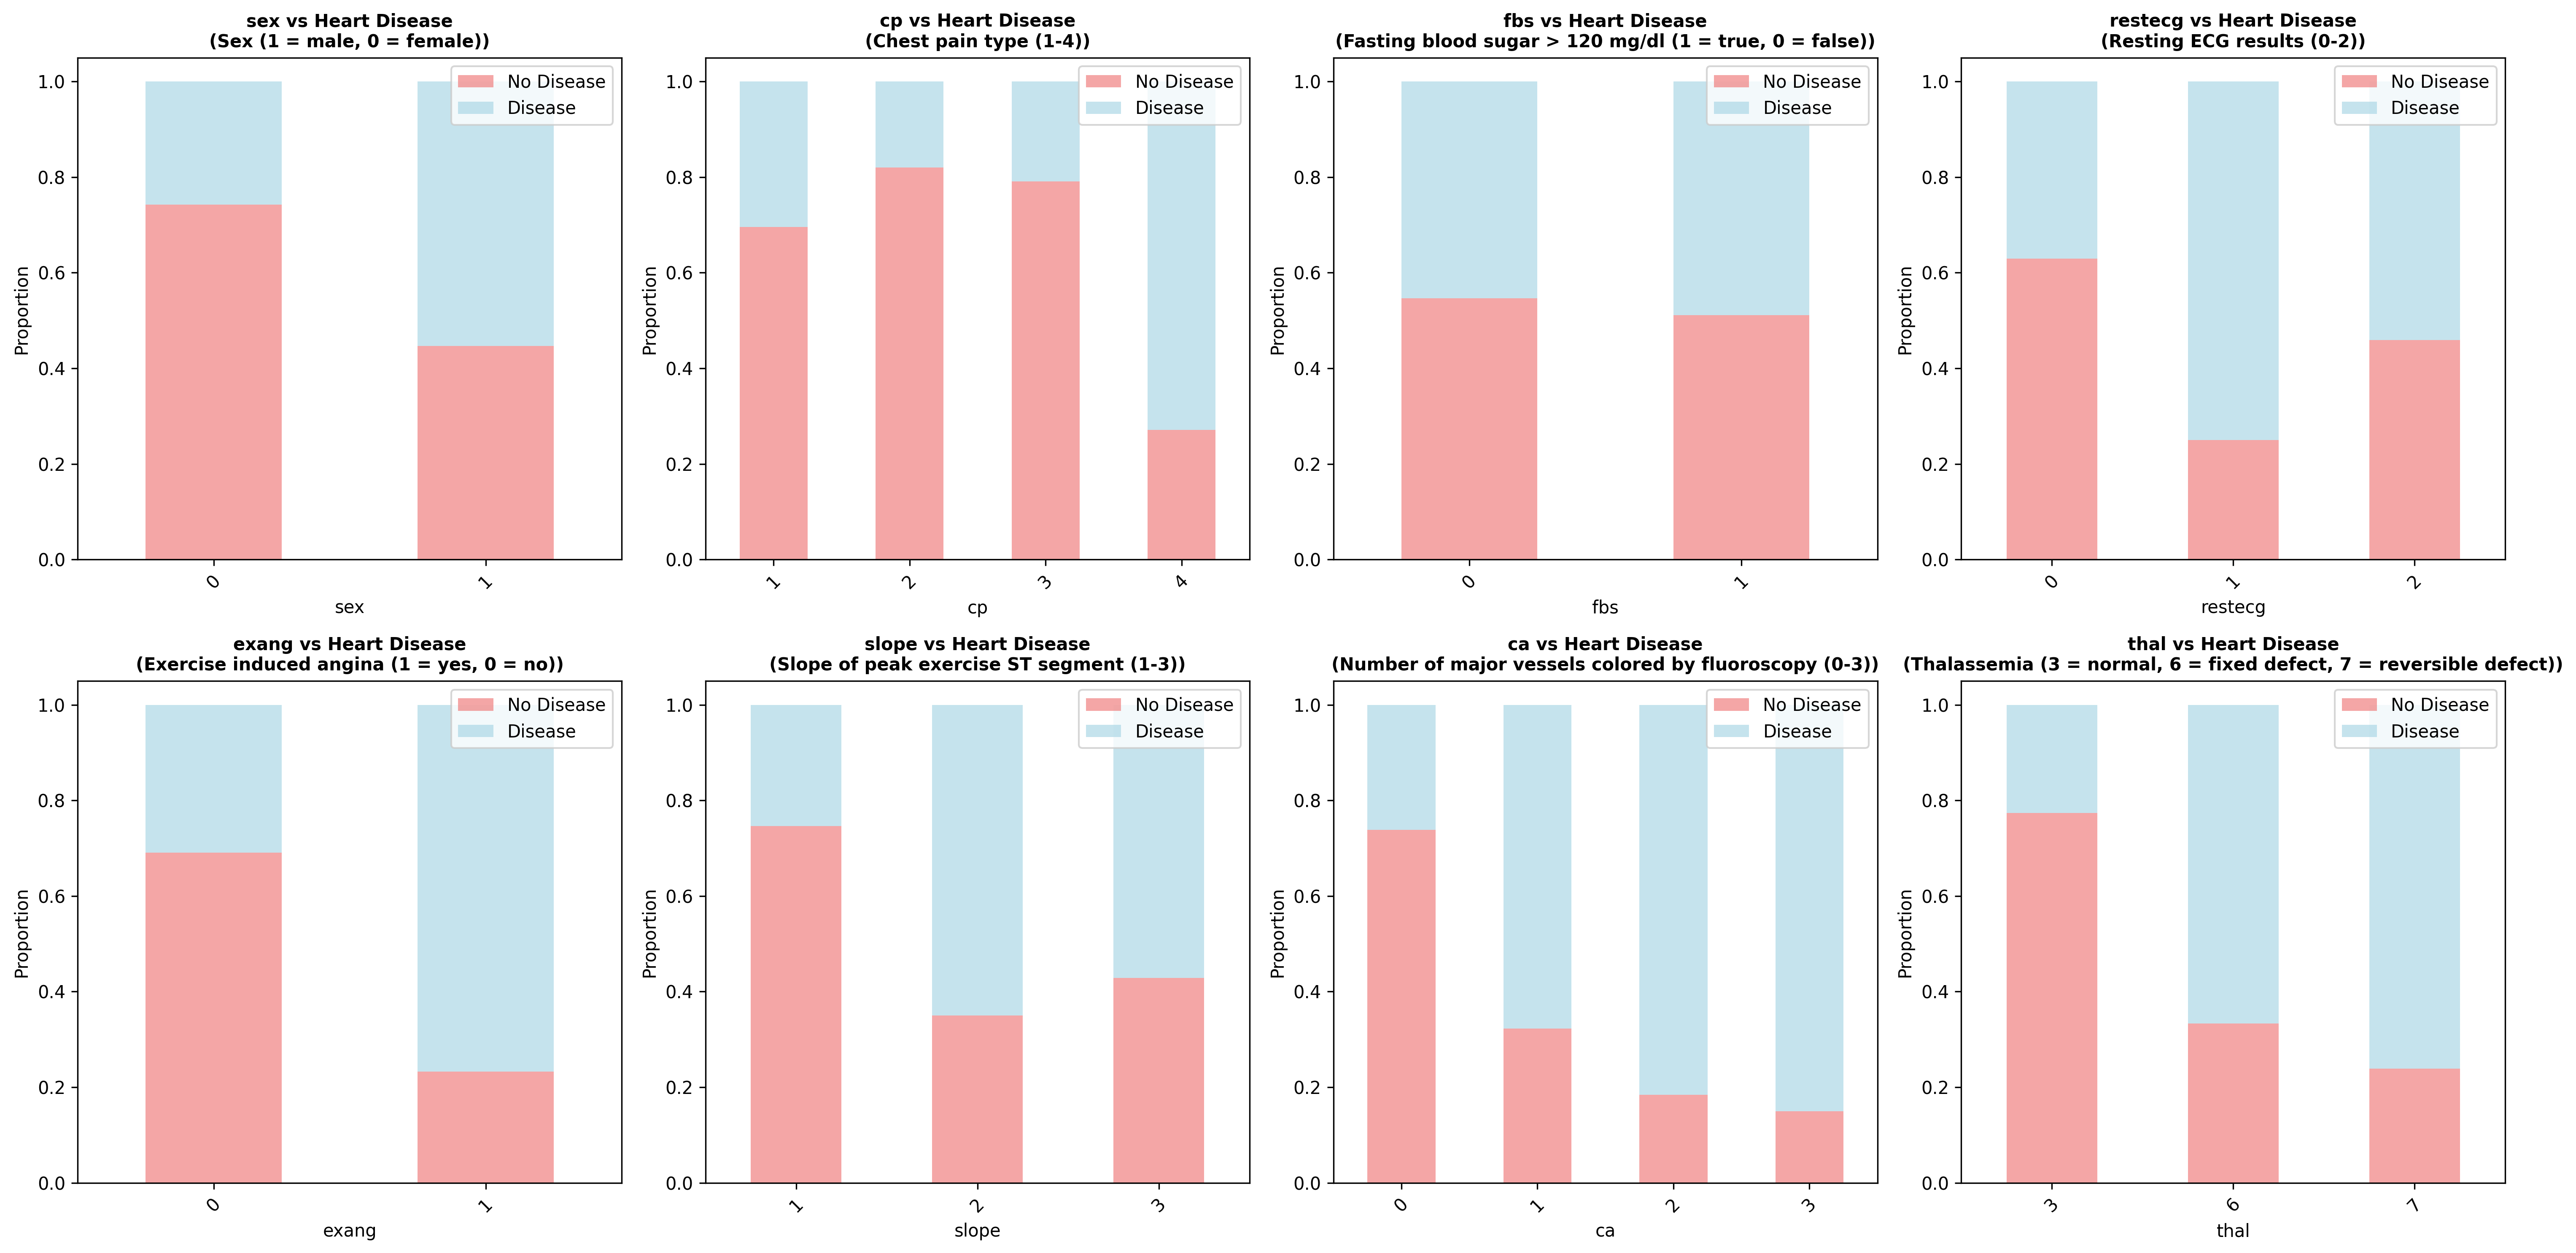 sex vs Heart Disease
(Sex (1 = male, 0 = female))
No Disease
Disease
1.0
0.8
0.6
0.4
0.2
0.0
Proportion
0
1
sex
cp vs Heart Disease
(Chest pain type (1-4))
No Disease
Disease
1.0
0.8
0.6
0.4
0.2
0.0
Proportion
1
2
3
4
cp
fbs vs Heart Disease
(Fasting blood sugar > 120 mg/dl (1 = true, 0 = false))
No Disease
Disease
1.0
0.8
0.6
0.4
0.2
0.0
Proportion
0
1
fbs
restecg vs Heart Disease
(Resting ECG results (0-2))
No Disease
Disease
1.0
0.8
0.6
0.4
0.2
0.0
Proportion
0
1
2
restecg
exang vs Heart Disease
(Exercise induced angina (1 = yes, 0 = no))
No Disease
Disease
1.0
0.8
0.6
0.4
0.2
0.0
Proportion
0
1
exang
slope vs Heart Disease
(Slope of peak exercise ST segment (1-3))
No Disease
Disease
1.0
0.8
0.6
0.4
0.2
0.0
Proportion
1
2
3
slope
ca vs Heart Disease
(Number of major vessels colored by fluoroscopy (0-3))
No Disease
Disease
1.0
0.8
0.6
0.4
0.2
0.0
Proportion
0
1
2
3
ca
thal vs Heart Disease
(Thalassemia (3 = normal, 6 = fixed defect, 7 = reversible defect))
No Disease
Disease
1.0
0.8
0.6
0.4
0.2
0.0
Proportion
3
6
7
thal